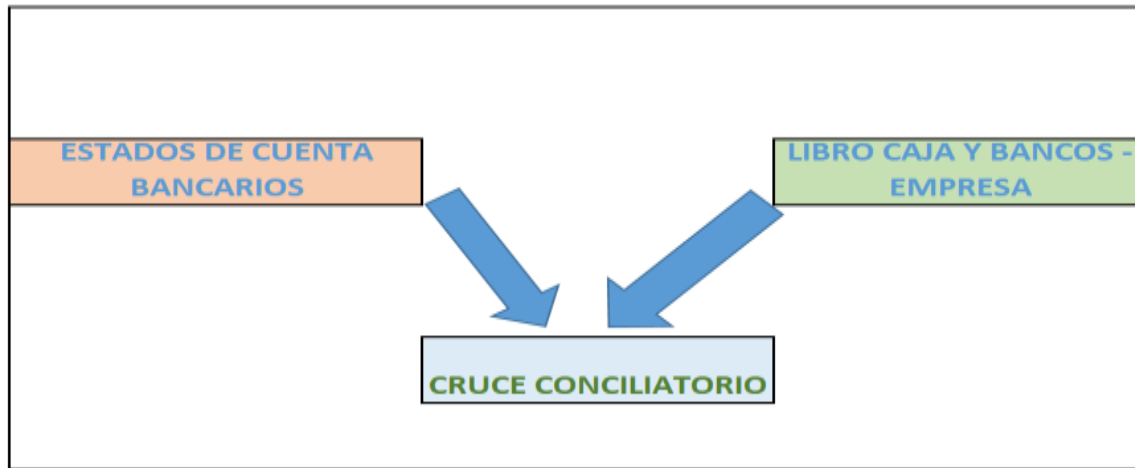 ESTADOS DE CUENTA
BANCARIOS
LIBRO CAJA Y BANCOS -
EMPRESA
CRUCE CONCILIATORIO